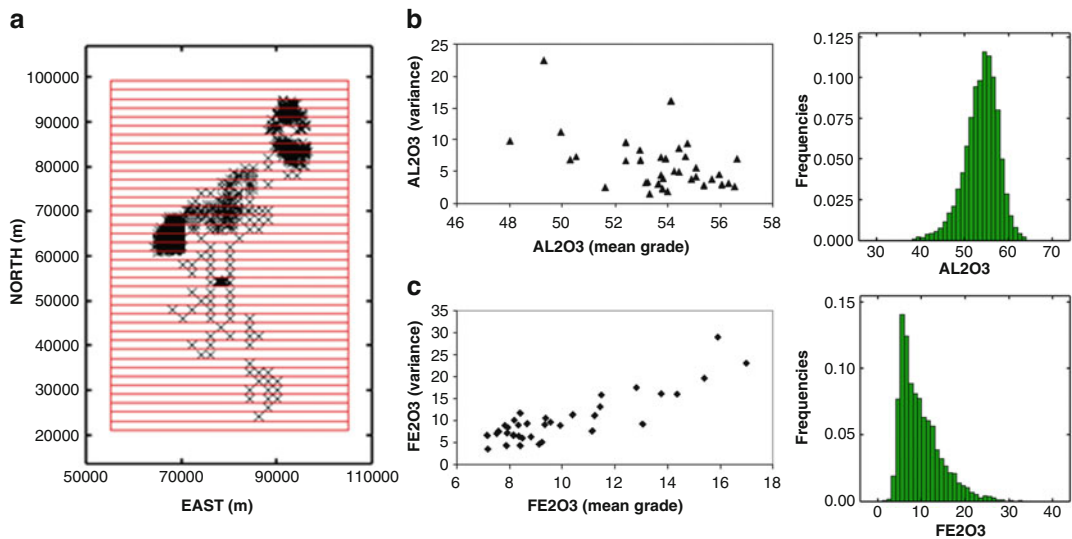 a
100000
90000
80000
70000
60000
50000
40000
30000
20000
NORTH (m)
50000 70000 90000 110000
EAST (m)
b
25
20
15
10
5
0
AL2O3 (variance)
46 48 50 52 54 56 58
AL2O3 (mean grade)
0.125
0.100
0.075
0.050
0.025
0.000
Frequencies
30 40 50 60 70
AL2O3
c
35
30
25
20
15
10
5
0
FE2O3 (variance)
6 8 10 12 14 16 18
FE2O3 (mean grade)
0.15
0.10
0.05
0.00
Frequencies
0 10 20 30 40
FE2O3